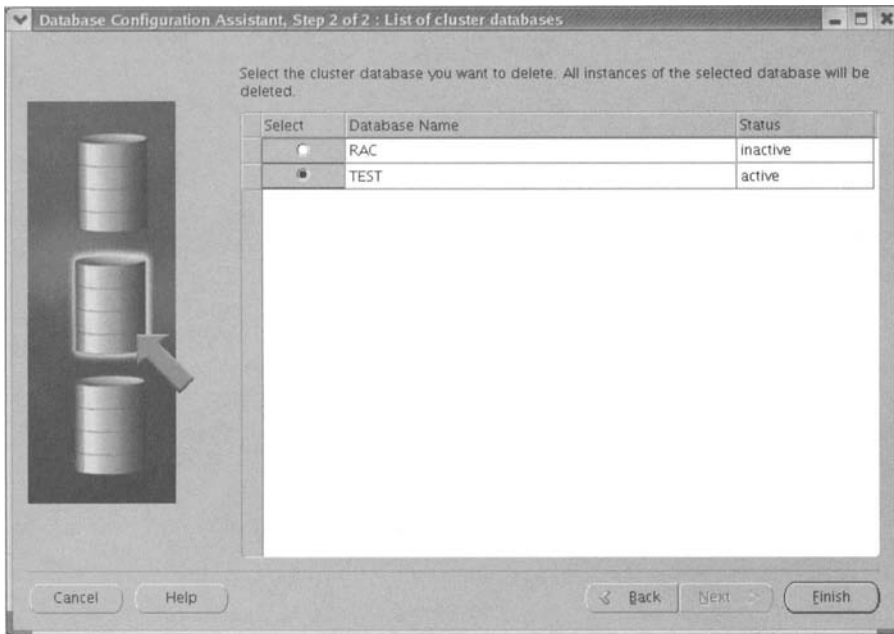 Database Configuration Assistant, Step 2 of 2 : List of cluster databases
Select the cluster database you want to delete. All instances of the selected database will be
deleted.
Select Database Name Status
RAC inactive
TEST active
Cancel Help Back Next Finish